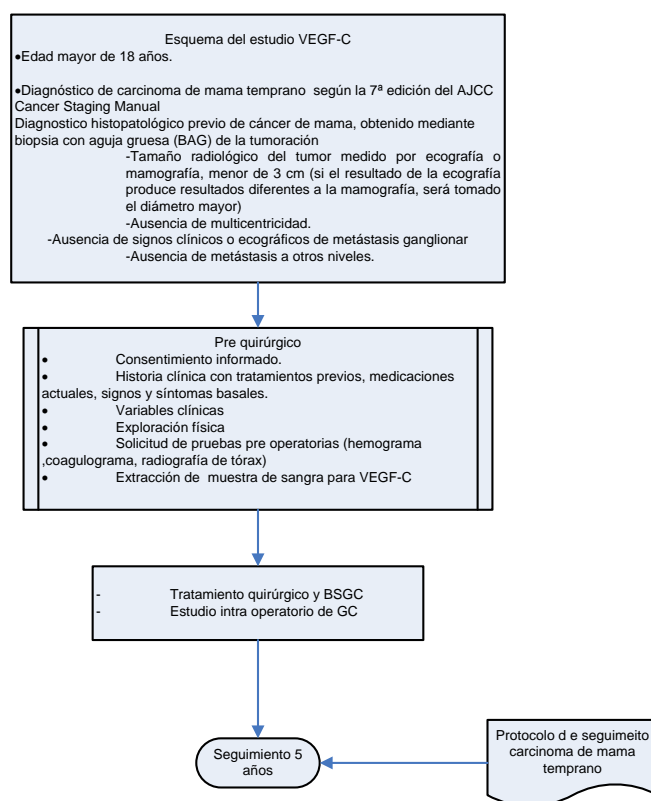 Esquema del estudio VEGF-C
•Edad mayor de 18 años.
•Diagnóstico de carcinoma de mama temprano según la 7ª edición del AJCC
Cancer Staging Manual
Diagnostico histopatológico previo de cáncer de mama, obtenido mediante
biopsia con aguja gruesa (BAG) de la tumoración
-Tamaño radiológico del tumor medido por ecografía o
mamografía, menor de 3 cm (si el resultado de la ecografía
produce resultados diferentes a la mamografía, será tomado
el diámetro mayor)
-Ausencia de multicentricidad.
-Ausencia de signos clínicos o ecográficos de metástasis ganglionar
-Ausencia de metástasis a otros niveles.
Pre quirúrgico
• Consentimiento informado.
• Historia clínica con tratamientos previos, medicaciones
actuales, signos y síntomas basales.
• Variables clínicas
• Exploración física
• Solicitud de pruebas pre operatorias (hemograma
,coagulograma, radiografía de tórax)
• Extracción de muestra de sangra para VEGF-C
- Tratamiento quirúrgico y BSGC
- Estudio intra operatorio de GC
Seguimiento 5
años
Protocolo d e seguimeito
carcinoma de mama
temprano